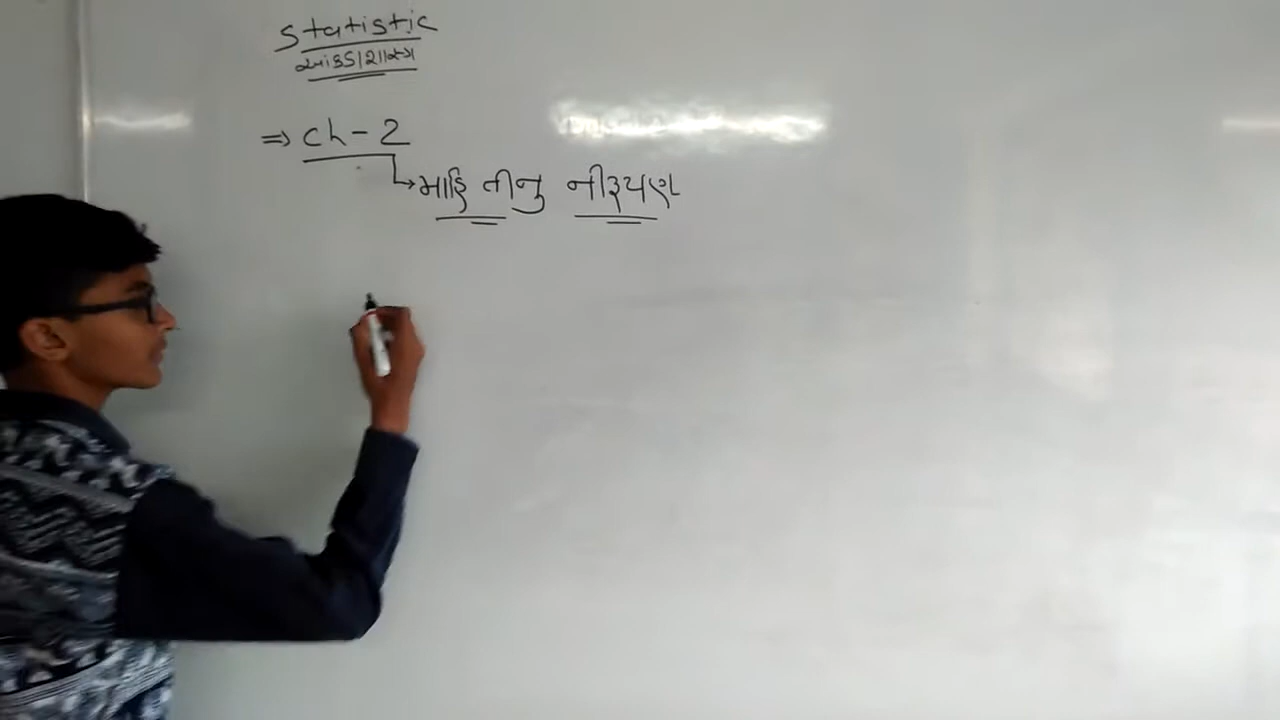 Statistic
આંકડાશાસ્ત્ર
⇒ ch-2
→ માહિતીનુ નીરૂપણ